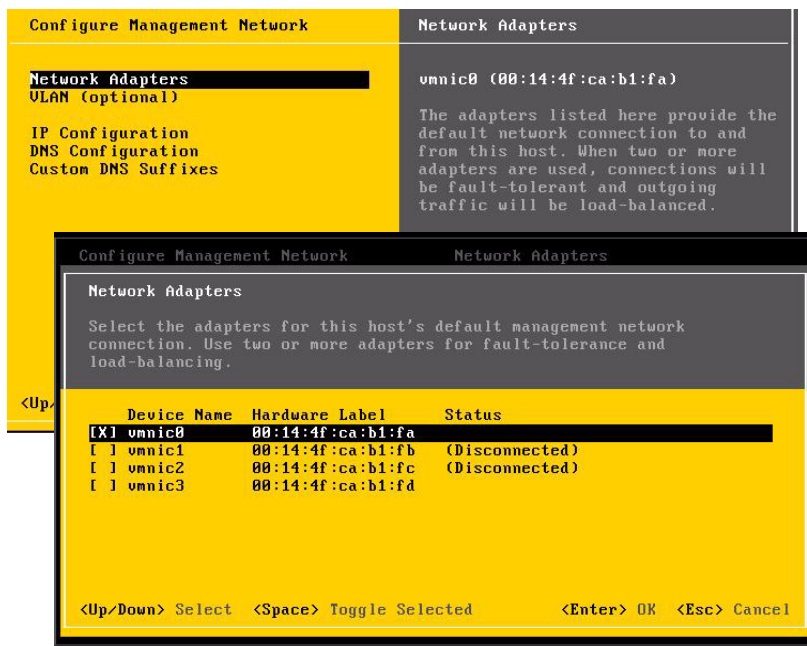 Configure Management Network
Network Adapters
Network Adapters
VLAN (optional)
IP Configuration
DNS Configuration
Custom DNS Suffixes
vmnic0 (00:14:4f:ca:b1:fa)
The adapters listed here provide the
default network connection to and
from this host. When two or more
adapters are used, connections will
be fault-tolerant and outgoing
traffic will be load-balanced.
<Up/
Configure Management Network Network Adapters
Network Adapters
Select the adapters for this host's default management network
connection. Use two or more adapters for fault-tolerance and
load-balancing.
Device Name Hardware Label Status
[X] vmnic0 00:14:4f:ca:b1:fa
[ ] vmnic1 00:14:4f:ca:b1:fb (Disconnected)
[ ] vmnic2 00:14:4f:ca:b1:fc (Disconnected)
[ ] vmnic3 00:14:4f:ca:b1:fd
<Up/Down> Select <Space> Toggle Selected <Enter> OK <Esc> Cancel